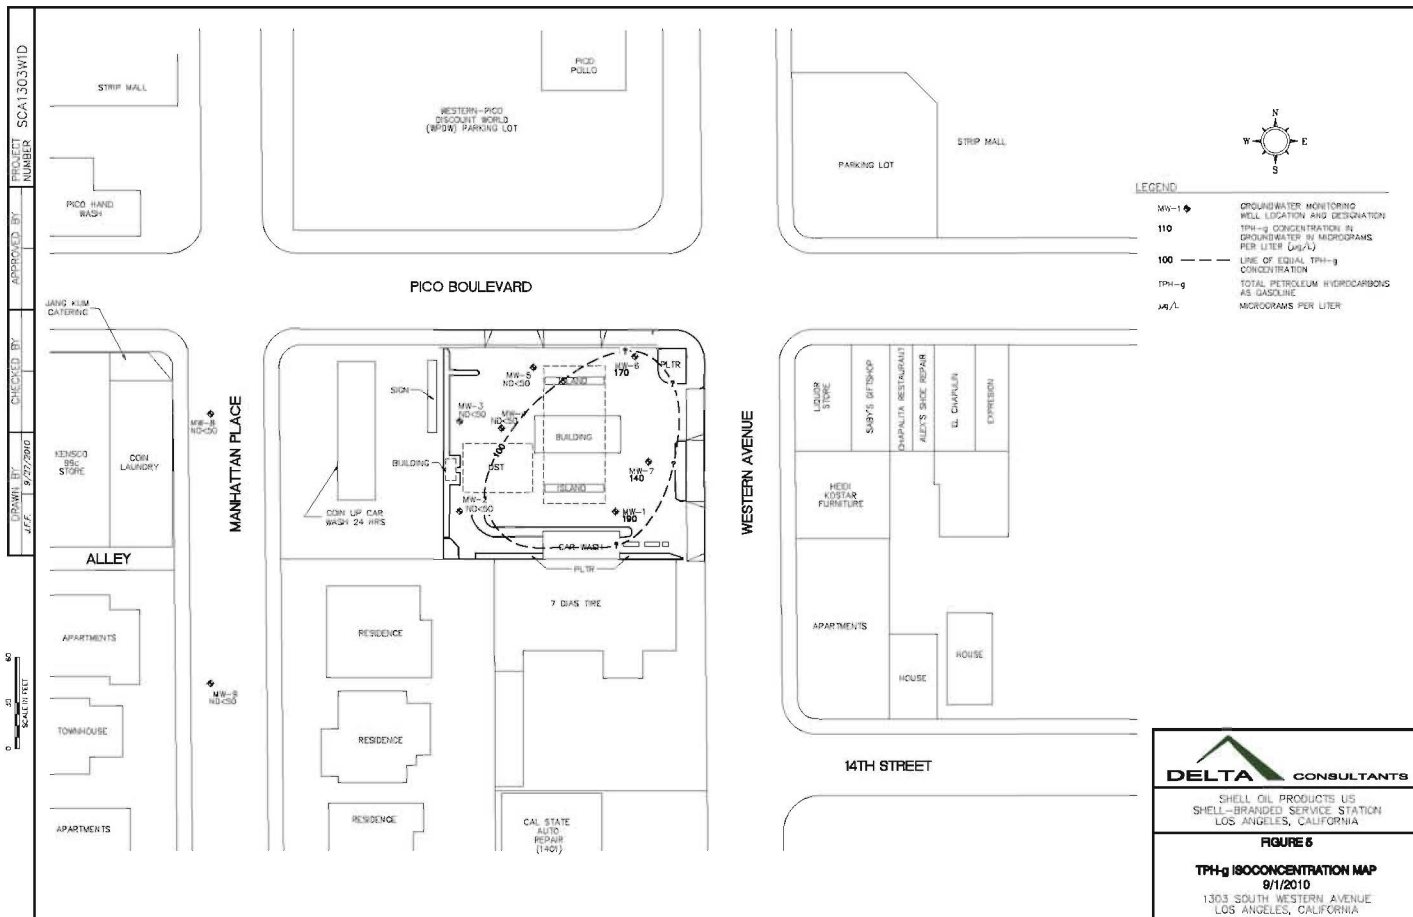 PROJECT
NUMBER
SCA1303W1D
APPROVED BY
CHECKED BY
DRAWN BY
J.F.F.
9/27/2010
0
30
60
SCALE IN FEET
STRIP MALL
PICO HAND
WASH
WESTERN-PICO
DISCOUNT WORLD
(WPDW) PARKING LOT
PICO
POLLO
PARKING LOT
STRIP MALL
N
W
E
S
LEGEND
MW-1
GROUNDWATER MONITORING
WELL LOCATION AND DESIGNATION
110
TPH-g CONCENTRATION IN
GROUNDWATER IN MICROGRAMS
PER LITER (µg/L)
100
LINE OF EQUAL TPH-g
CONCENTRATION
TPH-g
TOTAL PETROLEUM HYDROCARBONS
AS GASOLINE
µg/L
MICROGRAMS PER LITER
PICO BOULEVARD
JANG KUM
CATERING
KENSCO
99c
STORE
COIN
LAUNDRY
MW-8
ND<50
MANHATTAN PLACE
SIGN
BUILDING
COIN UP CAR
WASH 24 HRS
MW-5
ND<50
MW-3
ND<50
ND<50
100
ISLAND
BUILDING
ISLAND
MW-6
170
PLTR
?
?
?
?
MW-7
140
MW-2
ND<50
MW-1
190
CAR WASH
PLTR
7 DIAS TIRE
WESTERN AVENUE
LIQUOR
STORE
SABY'S GIFTSHOP
CHAPALITA RESTAURANT
ALEX'S SHOE REPAIR
EL CHAPULIN
EXPRESION
HEIDI
KOSTAR
FURNITURE
APARTMENTS
HOUSE
HOUSE
ALLEY
APARTMENTS
TOWNHOUSE
APARTMENTS
MW-9
ND<50
RESIDENCE
RESIDENCE
RESIDENCE
CAL STATE
AUTO
REPAIR
(1401)
14TH STREET
DELTA CONSULTANTS
SHELL OIL PRODUCTS US
SHELL-BRANDED SERVICE STATION
LOS ANGELES, CALIFORNIA
FIGURE 5
TPH-g ISOCONCENTRATION MAP
9/1/2010
1303 SOUTH WESTERN AVENUE
LOS ANGELES, CALIFORNIA